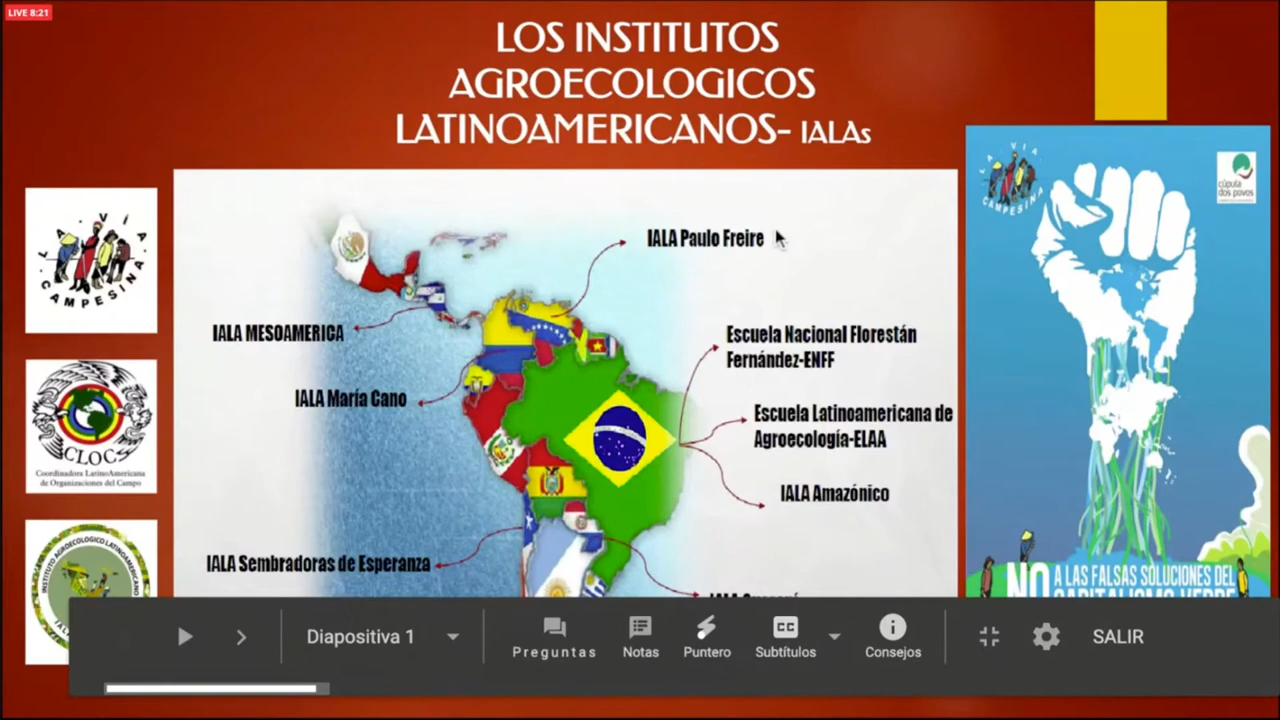 LIVE 8:21
LOS INSTITUTOS
AGROECOLOGICOS
LATINOAMERICANOS- IALAs
LA VIA
CAMPESINA
CLOC
Coordinadora LatinoAmericana
de Organizaciones del Campo
INSTITUTO AGROECOLOGICO LATINOAMERICANO
IALA Paulo Freire
IALA MESOAMERICA
IALA María Cano
Escuela Nacional Florestán
Fernández-ENFF
Escuela Latinoamericana de
Agroecología-ELAA
IALA Amazónico
IALA Sembradoras de Esperanza
LA VIA
CAMPESINA
cúpula
dos povos
NO A LAS FALSAS SOLUCIONES DEL
CAPITALISMO VERDE
Diapositiva 1
Preguntas
Notas
Puntero
CC
Subtítulos
Consejos
SALIR